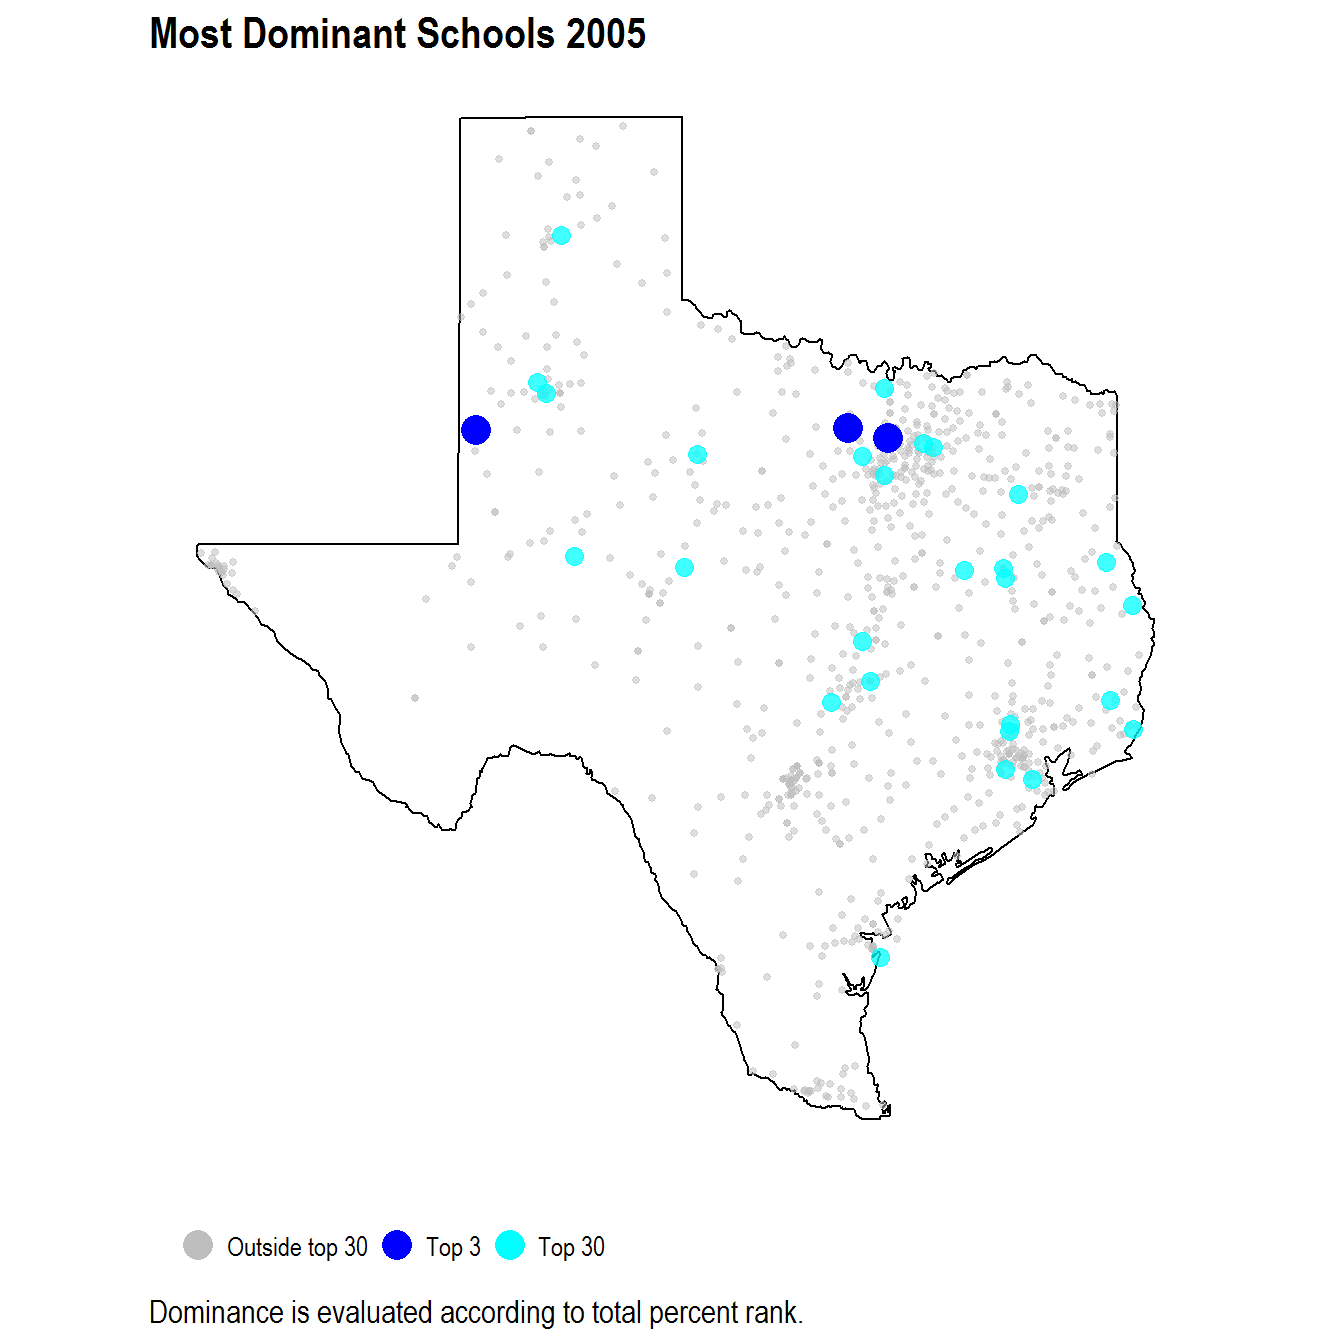 Most Dominant Schools 2005
Outside top 30 Top 3 Top 30
Dominance is evaluated according to total percent rank.